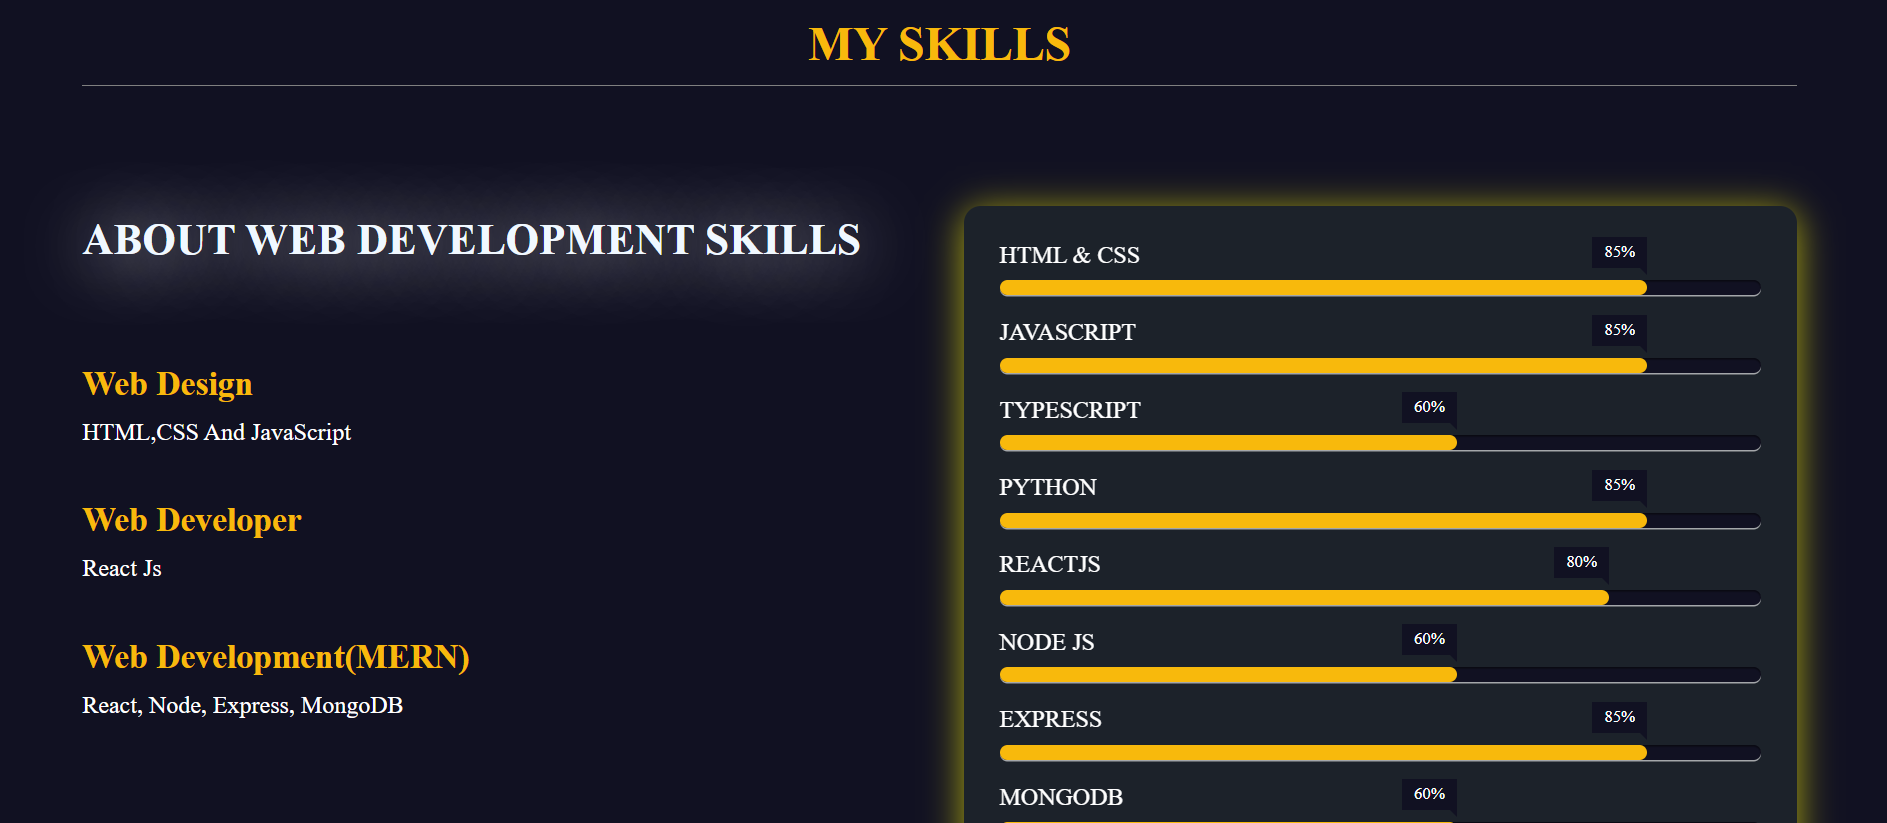 MY SKILLS
ABOUT WEB DEVELOPMENT SKILLS
Web Design
HTML,CSS And JavaScript
Web Developer
React Js
Web Development(MERN)
React, Node, Express, MongoDB
HTML & CSS 85%
JAVASCRIPT 85%
TYPESCRIPT 60%
PYTHON 85%
REACTJS 80%
NODE JS 60%
EXPRESS 85%
MONGODB 60%